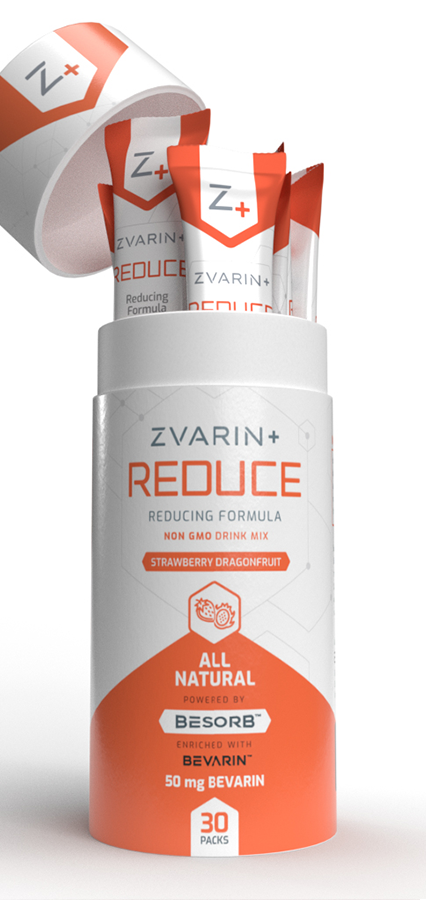 Z+
Z+
Z+
ZVARIN+
REDUCE
Reducing
Formula
ZVARIN+
REDUCE
ZVARIN+
REDUCE
REDUCING FORMULA
NON GMO DRINK MIX
STRAWBERRY DRAGONFRUIT
ALL
NATURAL
POWERED BY
BESORB™
ENRICHED WITH
BEVARIN™
50 mg BEVARIN
30
PACKS